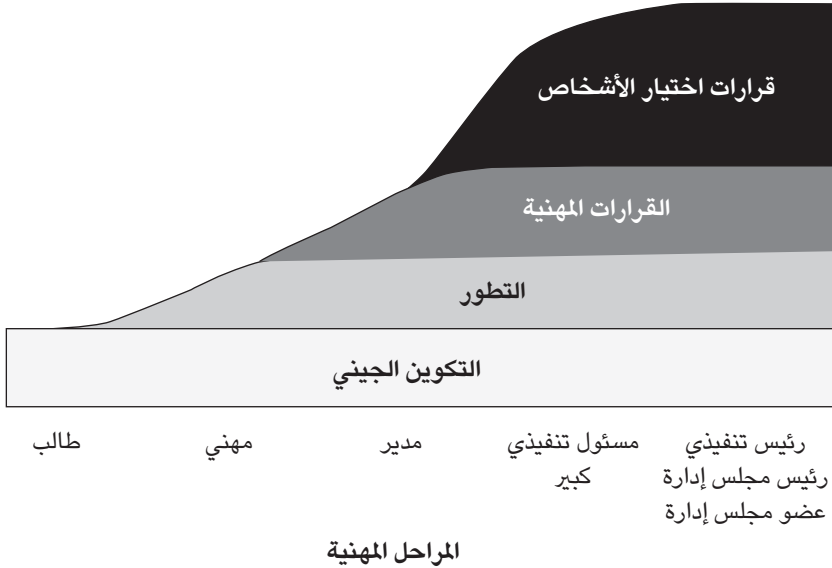 قرارات اختيار الأشخاص
القرارات المهنية
التطور
التكوين الجيني
رئيس تنفيذي
رئيس مجلس إدارة
عضو مجلس إدارة
مسئول تنفيذي
كبير
مدير
مهني
طالب
المراحل المهنية